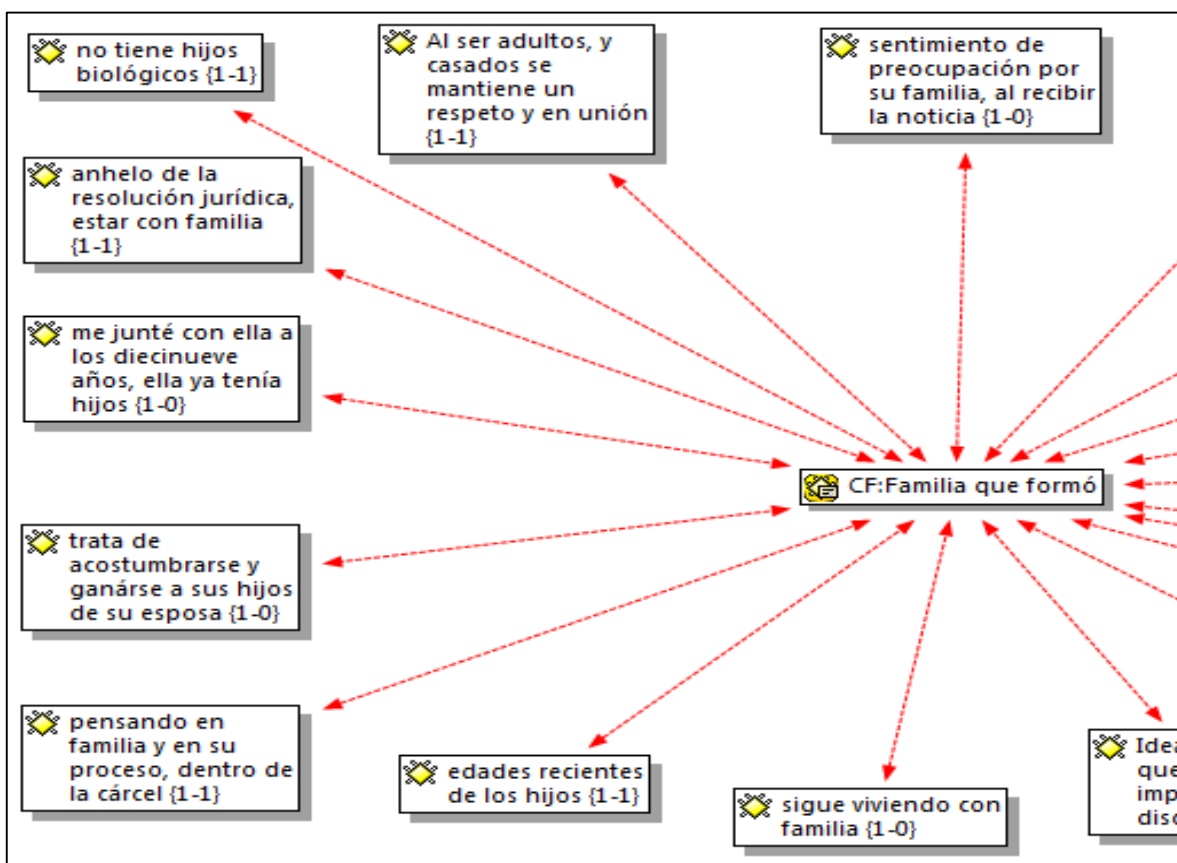 no tiene hijos
biológicos {1-1}
Al ser adultos, y
casados se
mantiene un
respeto y en unión
{1-1}
sentimiento de
preocupación por
su familia, al recibir
la noticia {1-0}
anhelo de la
resolución jurídica,
estar con familia
{1-1}
me junté con ella a
los diecinueve
años, ella ya tenía
hijos {1-0}
CF:Familia que formó
trata de
acostumbrarse y
ganárse a sus hijos
de su esposa {1-0}
pensando en
familia y en su
proceso, dentro de
la cárcel {1-1}
edades recientes
de los hijos {1-1}
sigue viviendo con
familia {1-0}
que